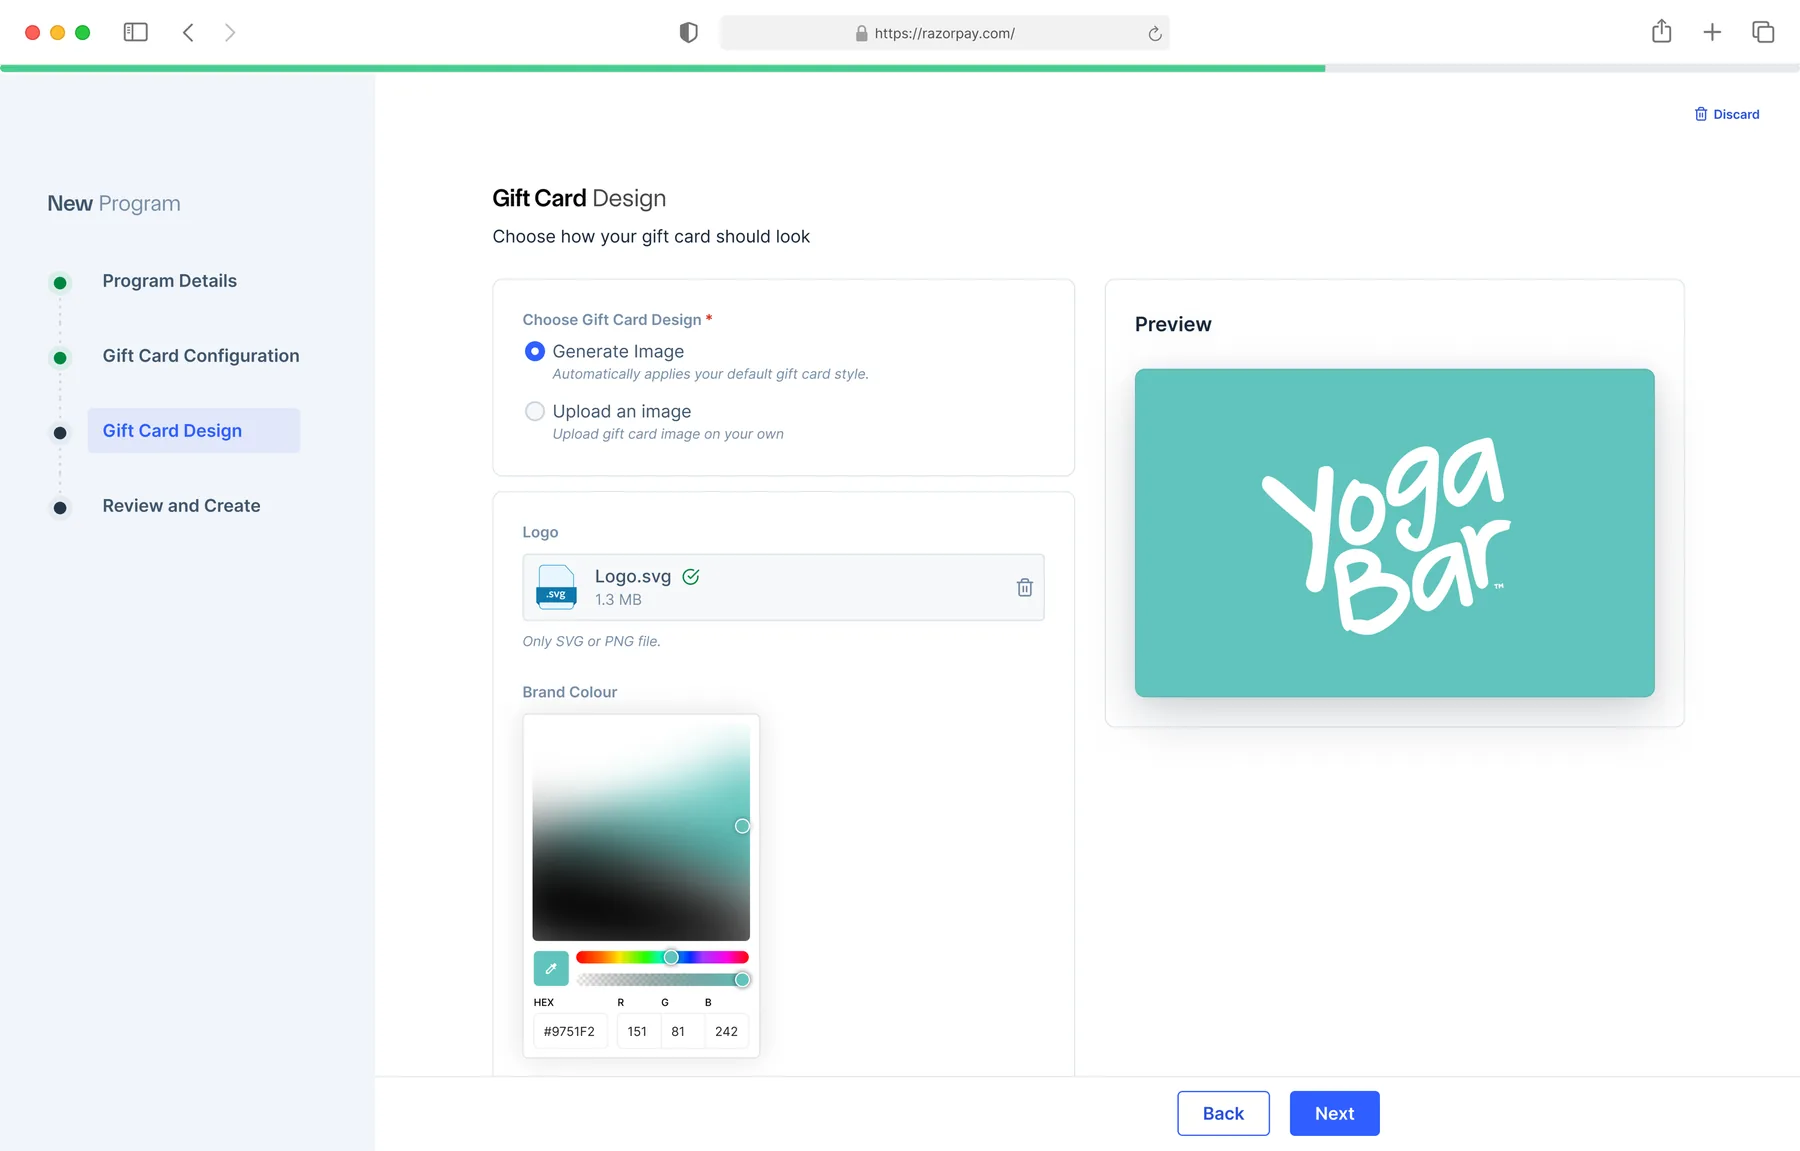 https://razorpay.com/
Discard
New Program
Program Details
Gift Card Configuration
Gift Card Design
Review and Create
Gift Card Design
Choose how your gift card should look
Choose Gift Card Design *
Generate Image
Automatically applies your default gift card style.
Upload an image
Upload gift card image on your own
Logo
.svg
Logo.svg
1.3 MB
Only SVG or PNG file.
Brand Colour
HEX R G B
#9751F2 151 81 242
Preview
Yoga
Bar™
Back
Next